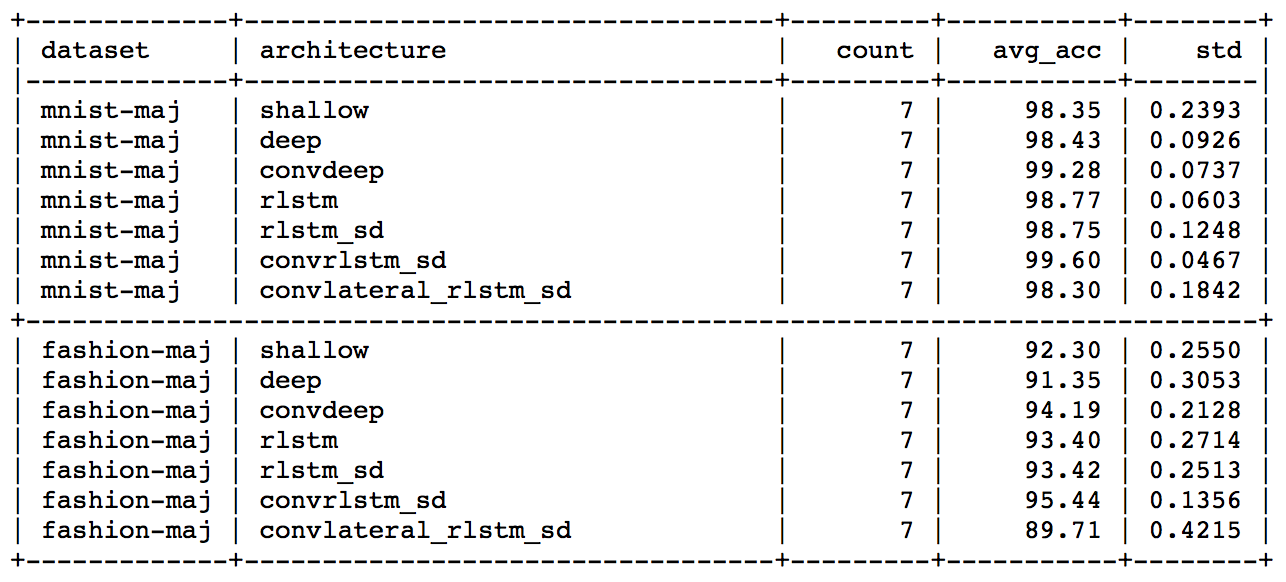 +-------------+----------------------------------+---------+-----------+--------+
| dataset     | architecture                     |   count |   avg_acc |    std |
|-------------+----------------------------------+---------+-----------+--------|
| mnist-maj   | shallow                          |       7 |     98.35 | 0.2393 |
| mnist-maj   | deep                             |       7 |     98.43 | 0.0926 |
| mnist-maj   | convdeep                         |       7 |     99.28 | 0.0737 |
| mnist-maj   | rlstm                            |       7 |     98.77 | 0.0603 |
| mnist-maj   | rlstm_sd                         |       7 |     98.75 | 0.1248 |
| mnist-maj   | convrlstm_sd                     |       7 |     99.60 | 0.0467 |
| mnist-maj   | convlateral_rlstm_sd             |       7 |     98.30 | 0.1842 |
+-------------------------------------------------------------------------------+
| fashion-maj | shallow                          |       7 |     92.30 | 0.2550 |
| fashion-maj | deep                             |       7 |     91.35 | 0.3053 |
| fashion-maj | convdeep                         |       7 |     94.19 | 0.2128 |
| fashion-maj | rlstm                            |       7 |     93.40 | 0.2714 |
| fashion-maj | rlstm_sd                         |       7 |     93.42 | 0.2513 |
| fashion-maj | convrlstm_sd                     |       7 |     95.44 | 0.1356 |
| fashion-maj | convlateral_rlstm_sd             |       7 |     89.71 | 0.4215 |
+-------------+----------------------------------+---------+-----------+--------+